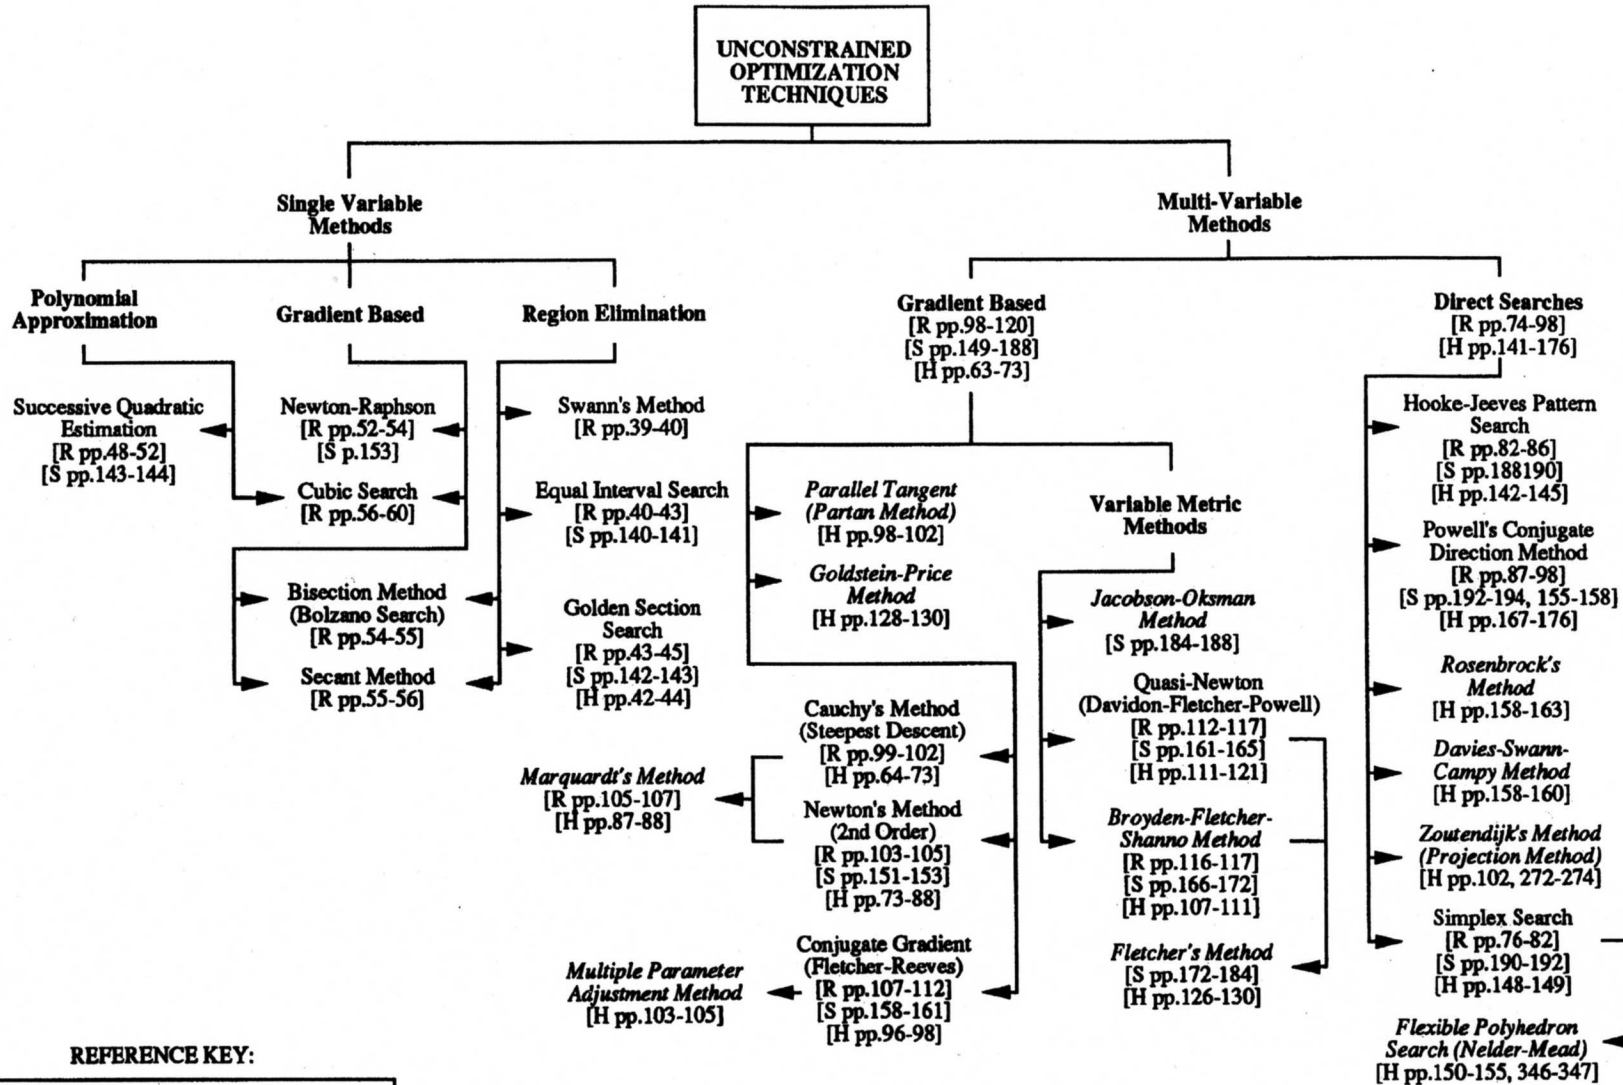 UNCONSTRAINED
OPTIMIZATION
TECHNIQUES
Single Variable
Methods
Multi-Variable
Methods
Polynomial
Approximation
Gradient Based
Region Elimination
Gradient Based
[R pp.98-120]
[S pp.149-188]
[H pp.63-73]
Direct Searches
[R pp.74-98]
[H pp.141-176]
Successive Quadratic
Estimation
[R pp.48-52]
[S pp.143-144]
Newton-Raphson
[R pp.52-54]
[S p.153]
Cubic Search
[R pp.56-60]
Bisection Method
(Bolzano Search)
[R pp.54-55]
Secant Method
[R pp.55-56]
Swann's Method
[R pp.39-40]
Equal Interval Search
[R pp.40-43]
[S pp.140-141]
Golden Section
Search
[R pp.43-45]
[S pp.142-143]
[H pp.42-44]
Parallel Tangent
(Partan Method)
[H pp.98-102]
Goldstein-Price
Method
[H pp.128-130]
Cauchy's Method
(Steepest Descent)
[R pp.99-102]
[H pp.64-73]
Marquardt's Method
[R pp.105-107]
[H pp.87-88]
Newton's Method
(2nd Order)
[R pp.103-105]
[S pp.151-153]
[H pp.73-88]
Conjugate Gradient
(Fletcher-Reeves)
[R pp.107-112]
[S pp.158-161]
[H pp.96-98]
Multiple Parameter
Adjustment Method
[H pp.103-105]
Variable Metric
Methods
Jacobson-Oksman
Method
[S pp.184-188]
Quasi-Newton
(Davidon-Fletcher-Powell)
[R pp.112-117]
[S pp.161-165]
[H pp.111-121]
Broyden-Fletcher-
Shanno Method
[R pp.116-117]
[S pp.166-172]
[H pp.107-111]
Fletcher's Method
[S pp.172-184]
[H pp.126-130]
Hooke-Jeeves Pattern
Search
[R pp.82-86]
[S pp.188190]
[H pp.142-145]
Powell's Conjugate
Direction Method
[R pp.87-98]
[S pp.192-194, 155-158]
[H pp.167-176]
Rosenbrock's
Method
[H pp.158-163]
Davies-Swann-
Campy Method
[H pp.158-160]
Zoutendijk's Method
(Projection Method)
[H pp.102, 272-274]
Simplex Search
[R pp.76-82]
[S pp.190-192]
[H pp.148-149]
Flexible Polyhedron
Search (Nelder-Mead)
[H pp.150-155, 346-347]
REFERENCE KEY: